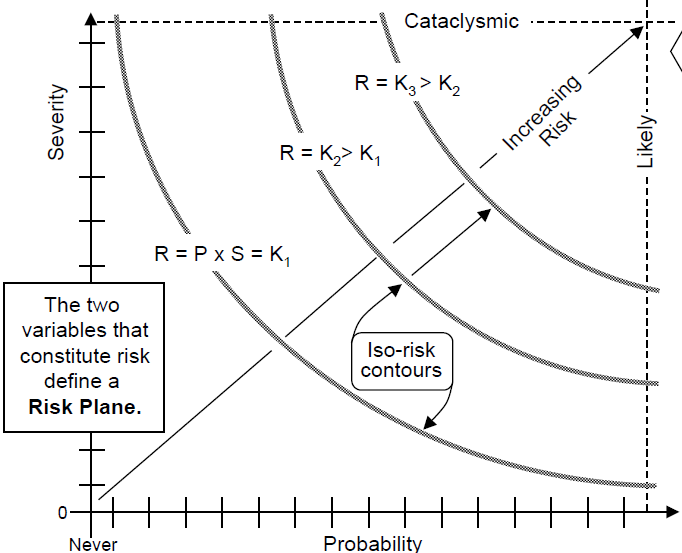 Cataclysmic
R = K₃ > K₂
Increasing
Risk
Severity
Likely
R = K₂> K₁
R = P x S = K₁
The two
variables that
constitute risk
define a
Risk Plane.
Iso-risk
contours
0
Never
Probability